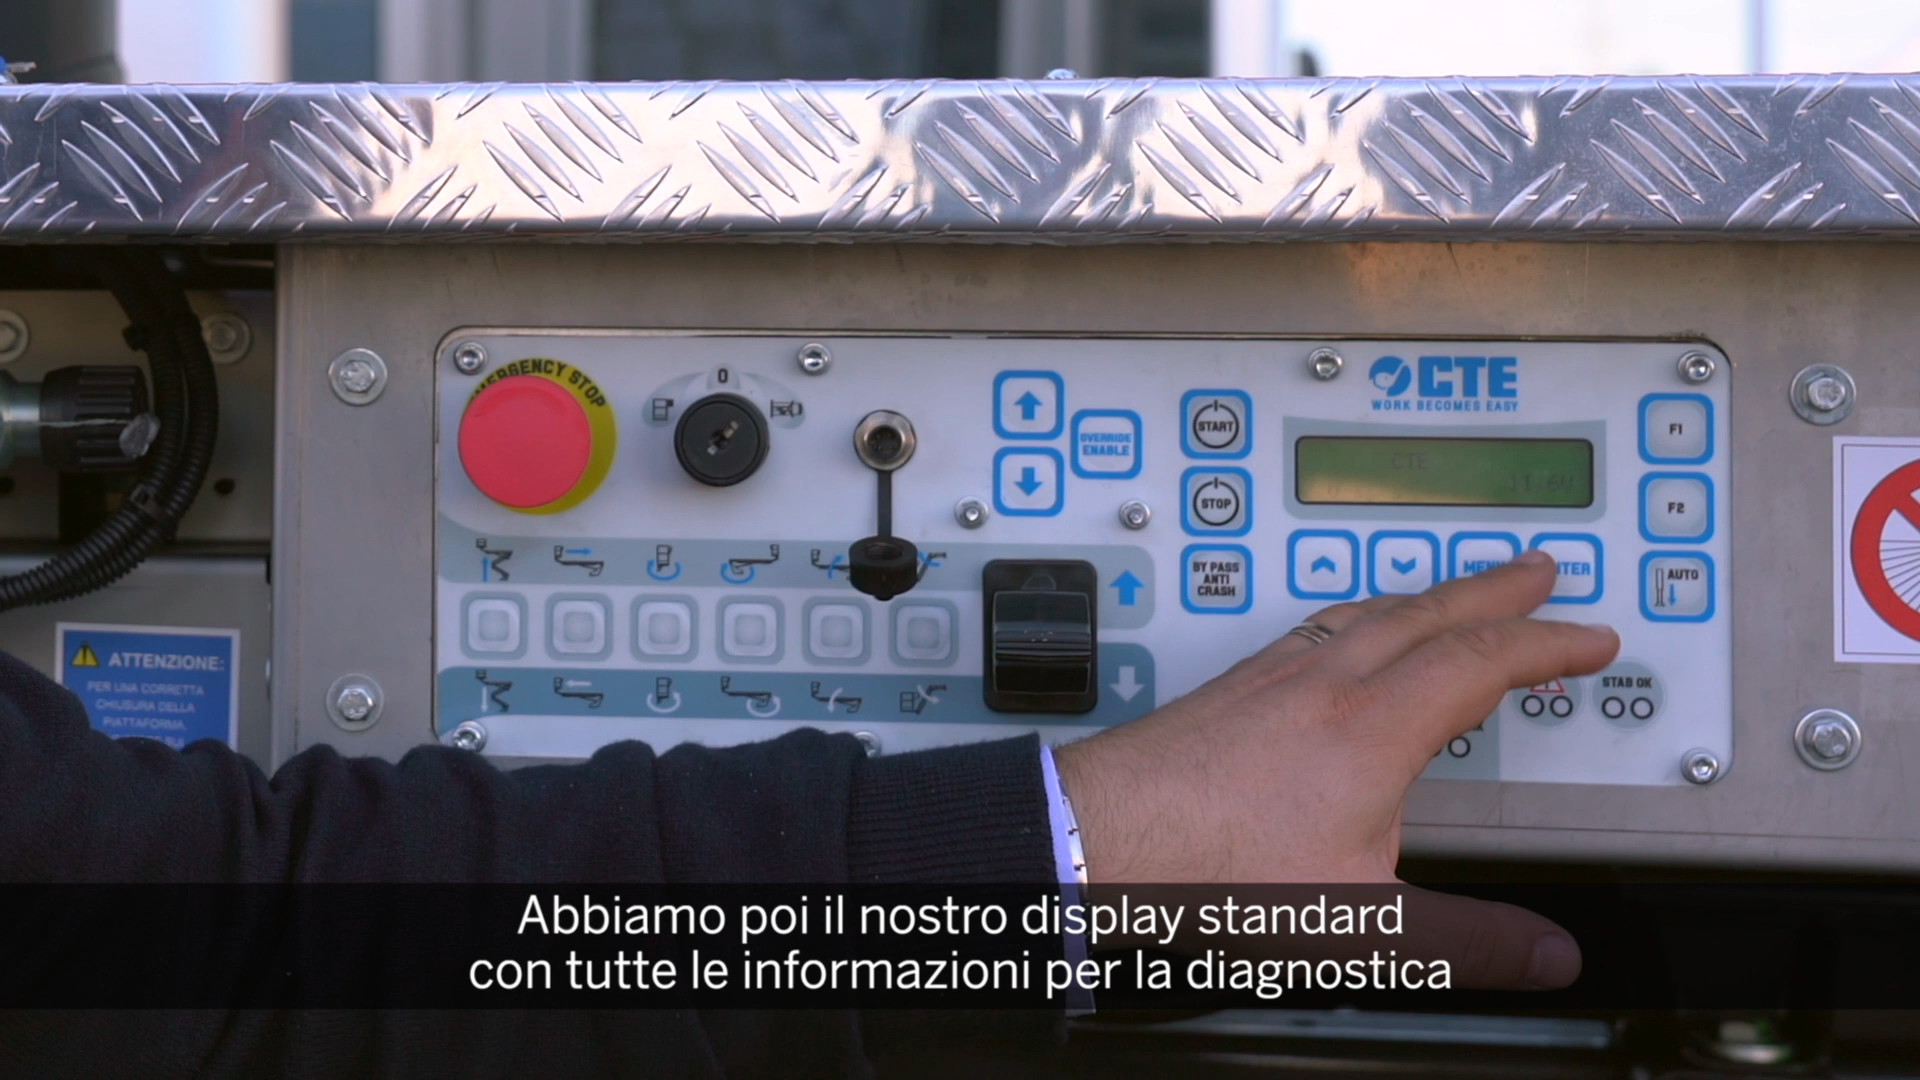 EMERGENCY STOP
0
OVERRIDE
ENABLE
START
STOP
BY PASS
ANTI
CRASH
CTE
WORK BECOMES EASY
CTE
F1
F2
AUTO
STAB OK
ATTENZIONE:
PER UNA CORRETTA
CHIUSURA DELLA
PIATTAFORMA,
Abbiamo poi il nostro display standard
con tutte le informazioni per la diagnostica